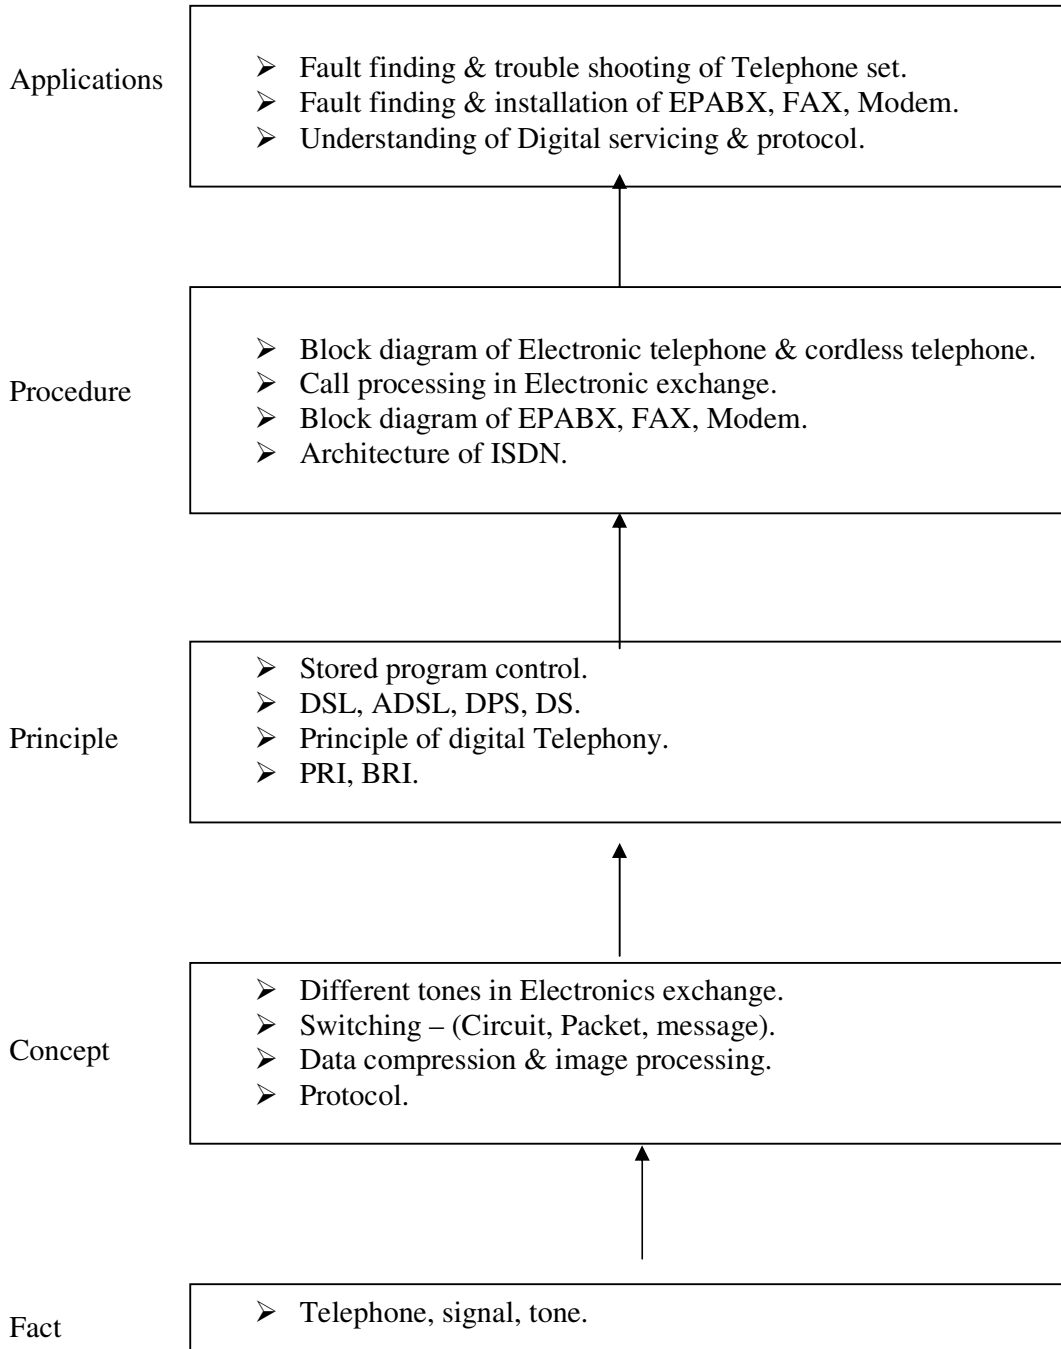 Applications
➢ Fault finding & trouble shooting of Telephone set.
➢ Fault finding & installation of EPABX, FAX, Modem.
➢ Understanding of Digital servicing & protocol.
Procedure
➢ Block diagram of Electronic telephone & cordless telephone.
➢ Call processing in Electronic exchange.
➢ Block diagram of EPABX, FAX, Modem.
➢ Architecture of ISDN.
Principle
➢ Stored program control.
➢ DSL, ADSL, DPS, DS.
➢ Principle of digital Telephony.
➢ PRI, BRI.
Concept
➢ Different tones in Electronics exchange.
➢ Switching – (Circuit, Packet, message).
➢ Data compression & image processing.
➢ Protocol.
Fact
➢ Telephone, signal, tone.